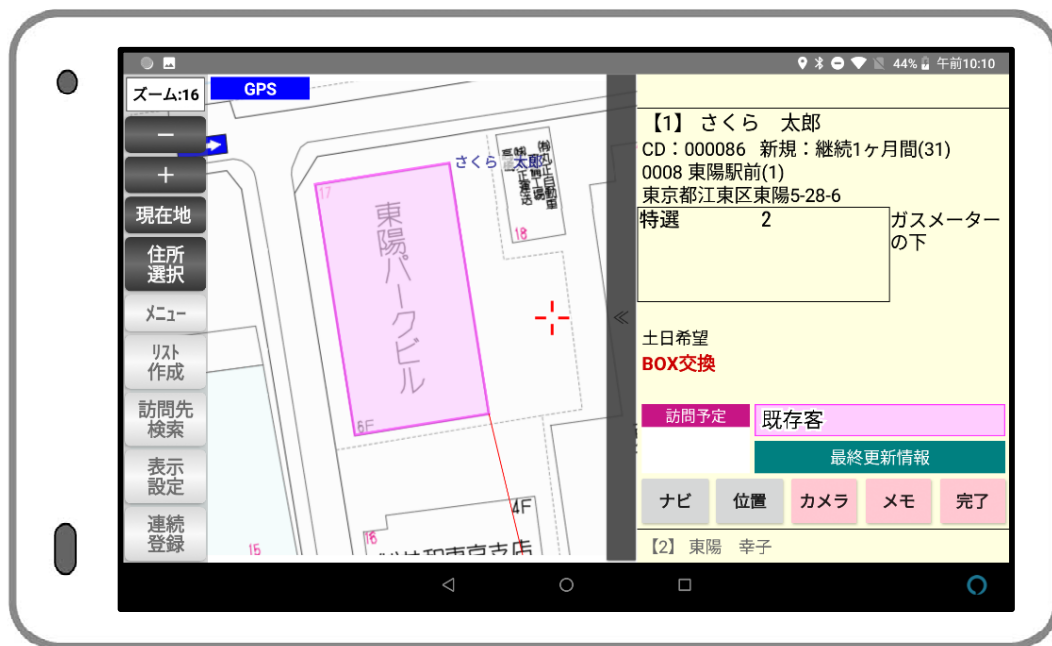 44% 午前10:10
ズーム:16
GPS
−
+
現在地
住所
選択
メニュー
リスト
作成
訪問先
検索
表示
設定
連続
登録
さくら 太郎
17
東陽パークビル
6F
18
4F
16
15
≪
【1】 さくら 太郎
CD:000086 新規:継続1ヶ月間(31)
0008 東陽駅前(1)
東京都江東区東陽5-28-6
特選 2
ガスメーター
の下
土日希望
BOX交換
訪問予定
既存客
最終更新情報
ナビ
位置
カメラ
メモ
完了
【2】 東陽 幸子